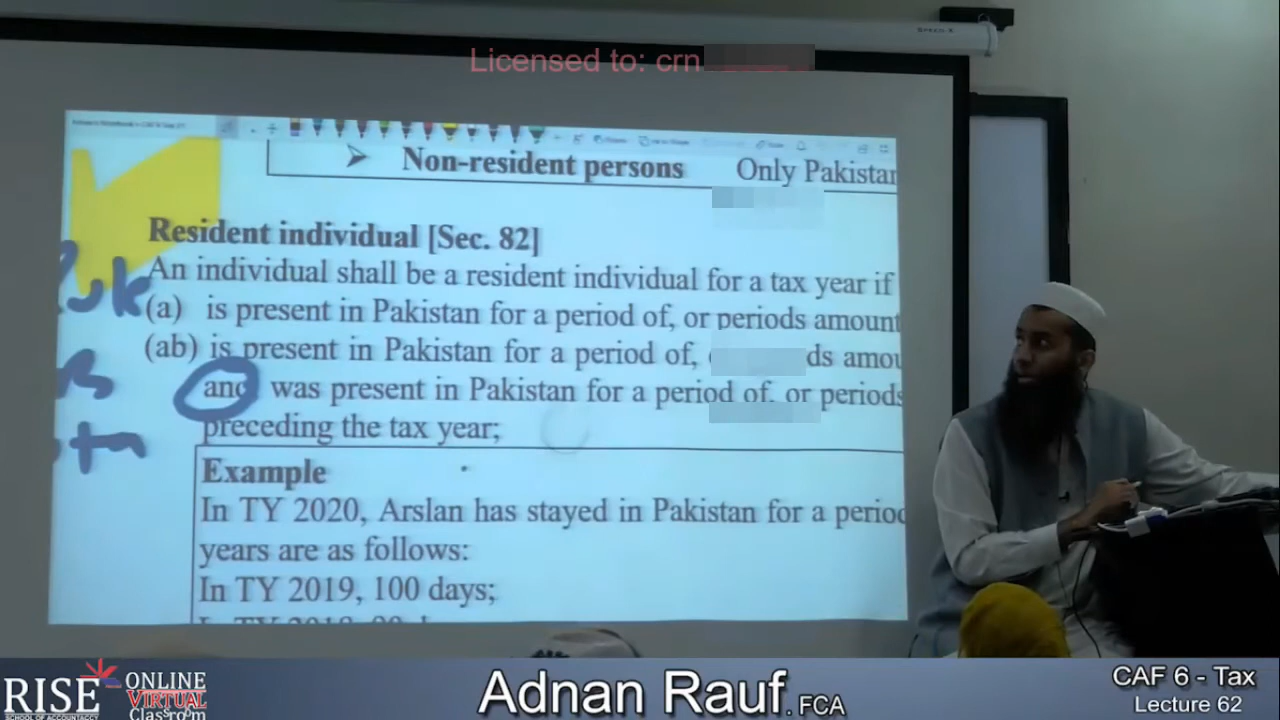 Licensed to: crn
Non-resident persons Only Pakistan
Resident individual [Sec. 82]
An individual shall be a resident individual for a tax year if
(a) is present in Pakistan for a period of, or periods amount
(ab) is present in Pakistan for a period of, ds amou
and was present in Pakistan for a period of, or periods
preceding the tax year;
Example
In TY 2020, Arslan has stayed in Pakistan for a period
years are as follows:
In TY 2019, 100 days;
RISE
SCHOOL OF ACCOUNTACY
ONLINE
VIRTUAL
Classroom
Adnan Rauf. FCA
CAF 6 - Tax
Lecture 62